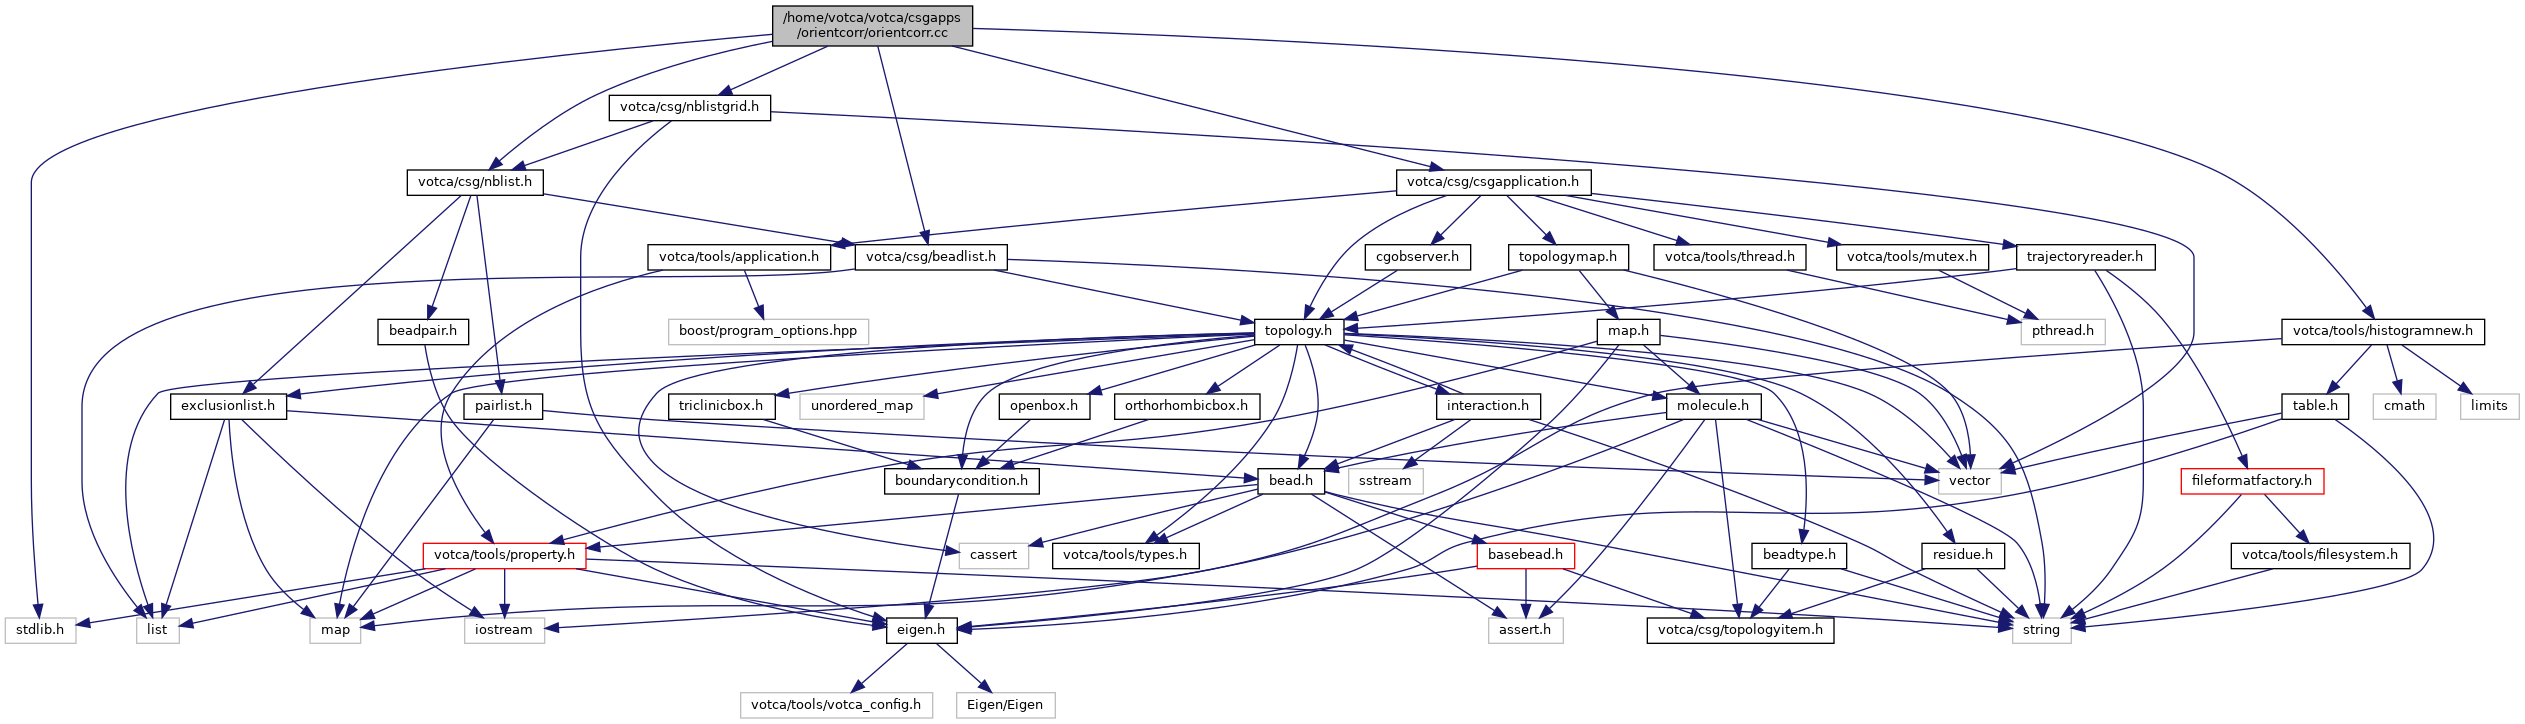 /home/votca/votca/csgapps
/orientcorr/orientcorr.cc
votca/csg/nblistgrid.h
votca/csg/nblist.h
votca/csg/csgapplication.h
votca/tools/application.h
votca/csg/beadlist.h
cgobserver.h
topologymap.h
votca/tools/thread.h
votca/tools/mutex.h
trajectoryreader.h
beadpair.h
boost/program_options.hpp
topology.h
map.h
pthread.h
votca/tools/histogramnew.h
exclusionlist.h
pairlist.h
triclinicbox.h
unordered_map
openbox.h
orthorhombicbox.h
interaction.h
molecule.h
table.h
cmath
limits
boundarycondition.h
bead.h
sstream
vector
fileformatfactory.h
votca/tools/property.h
cassert
votca/tools/types.h
basebead.h
beadtype.h
residue.h
votca/tools/filesystem.h
stdlib.h
list
map
iostream
eigen.h
assert.h
votca/csg/topologyitem.h
string
votca/tools/votca_config.h
Eigen/Eigen